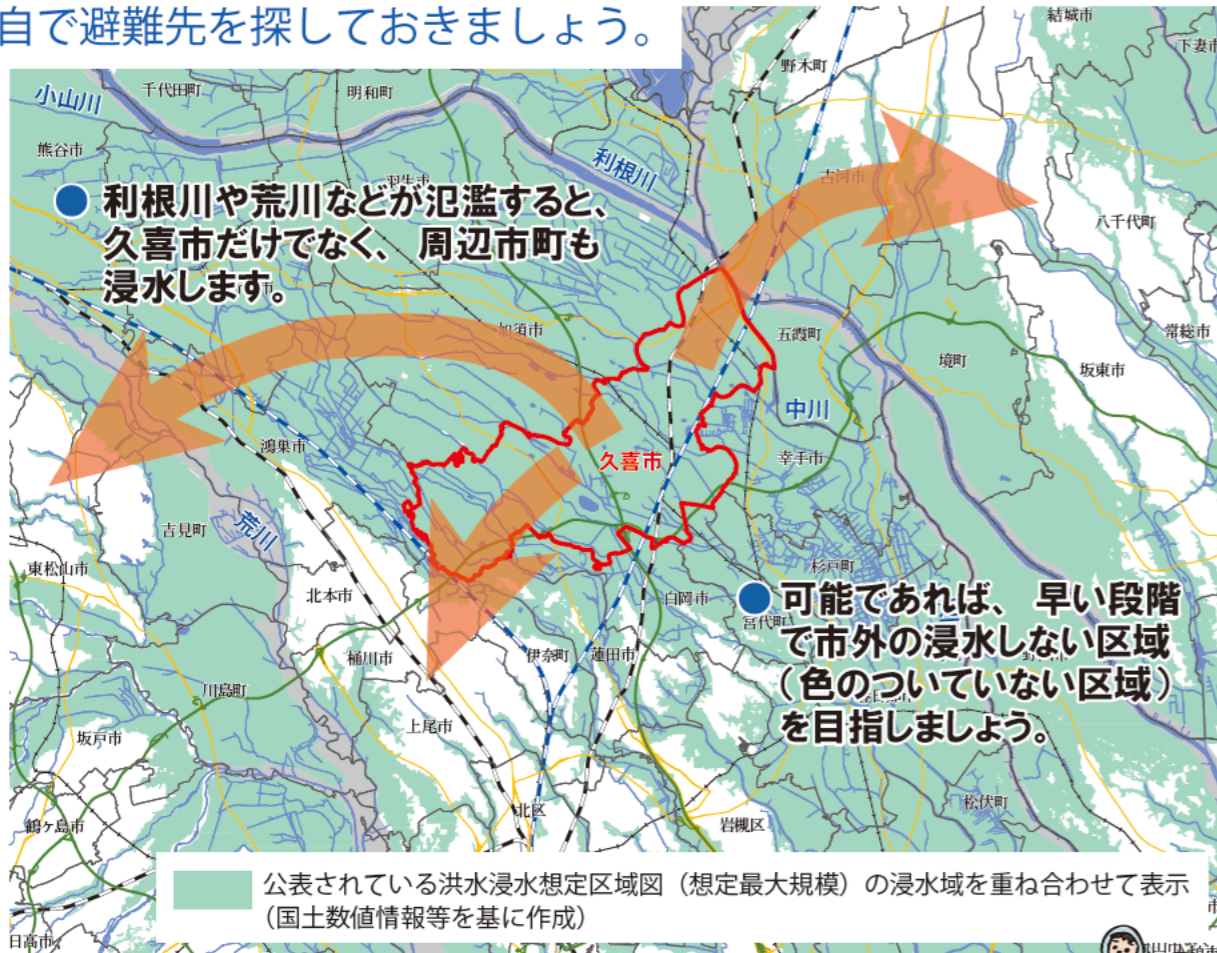 自で避難先を探しておきましょう。
結城市
下妻市
野木町
千代田町
明和町
小山川
熊谷市
利根川
羽生市
古河市
● 利根川や荒川などが氾濫すると、
久喜市だけでなく、周辺市町も
浸水します。
八千代町
加須市
五霞町
常総市
境町
坂東市
中川
鴻巣市
久喜市
幸手市
吉見町
荒川
東松山市
杉戸町
北本市
白岡市
宮代町
● 可能であれば、早い段階
で市外の浸水しない区域
(色のついていない区域)
を目指しましょう。
桶川市
伊奈町
蓮田市
川島町
上尾市
坂戸市
北区
岩槻区
松伏町
鶴ヶ島市
公表されている洪水浸水想定区域図(想定最大規模)の浸水域を重ね合わせて表示
(国土数値情報等を基に作成)
日高市